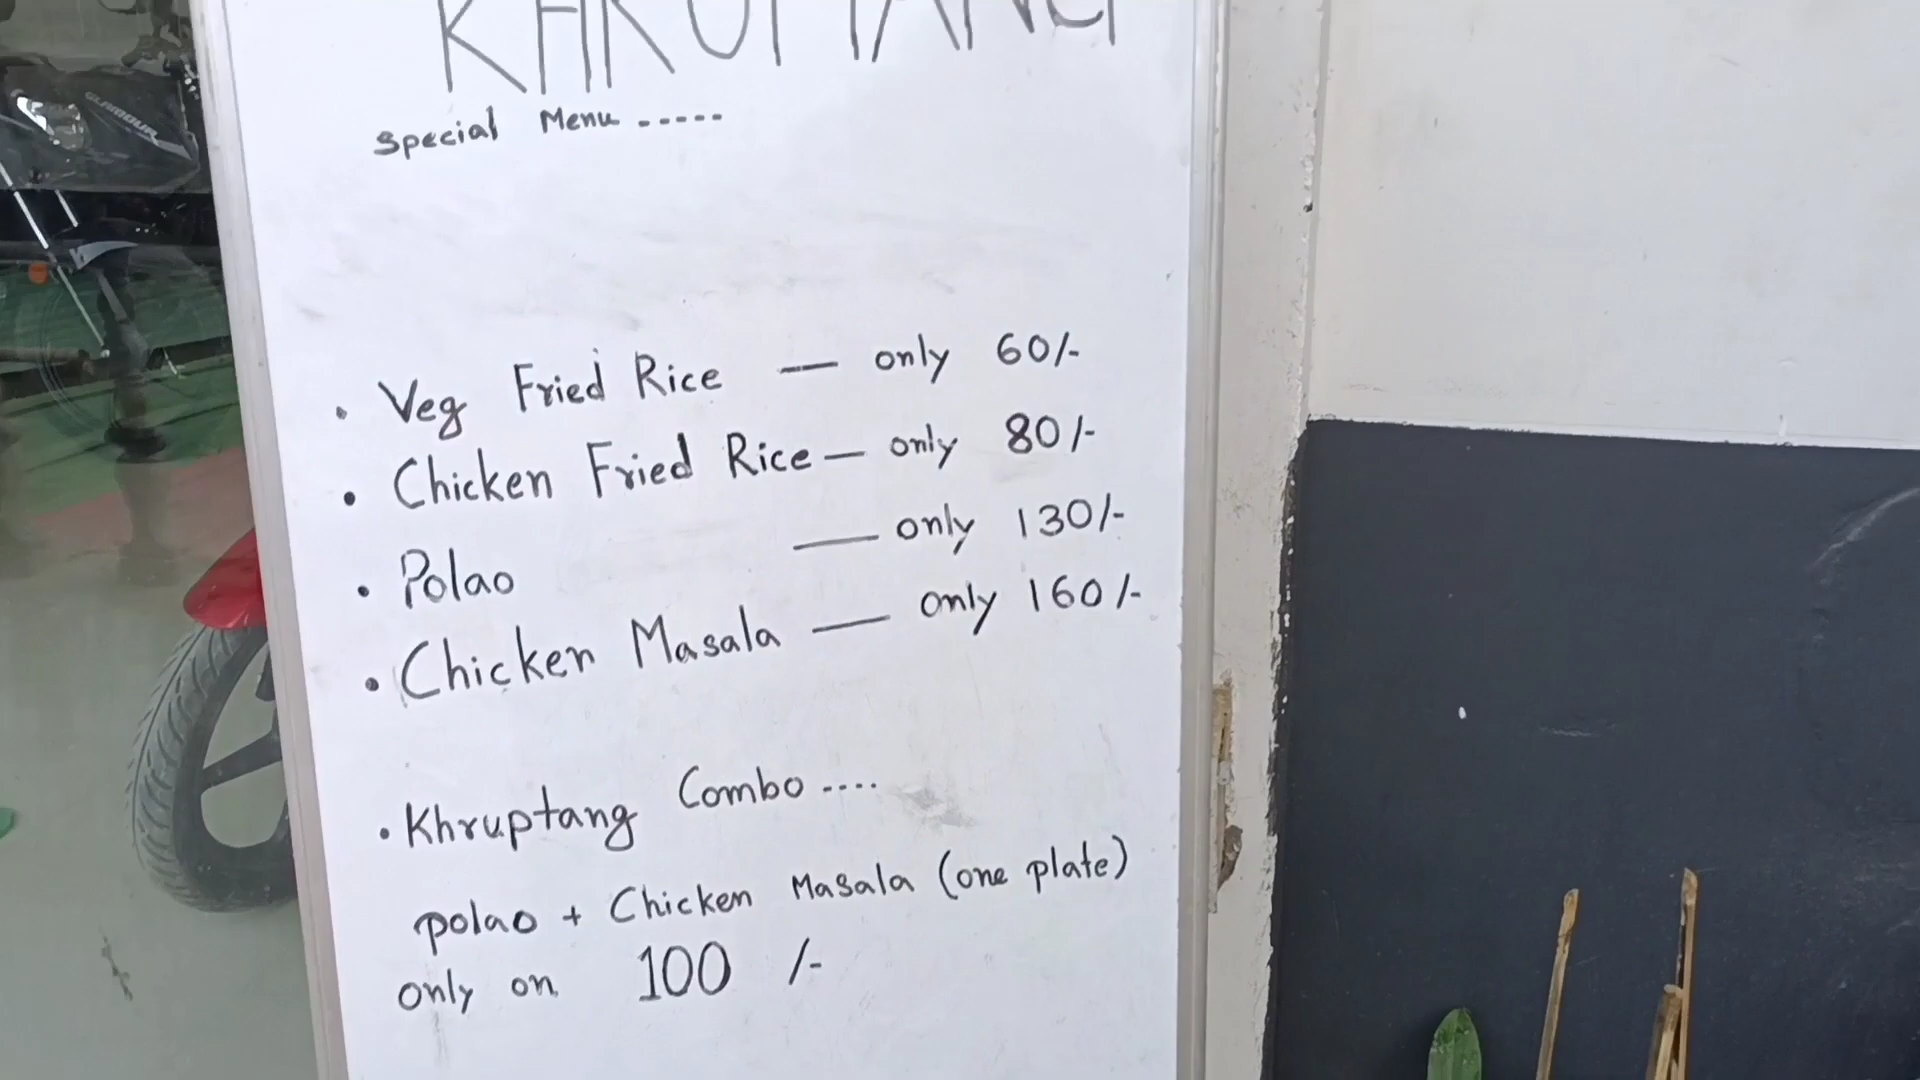 Special Menu -----
• Veg Fried Rice — only 60/-
• Chicken Fried Rice — only 80/-
• Polao — only 130/-
• Chicken Masala — only 160/-
• Khruptang Combo ....
polao + Chicken Masala (one plate)
only on 100 /-
GLAMOUR